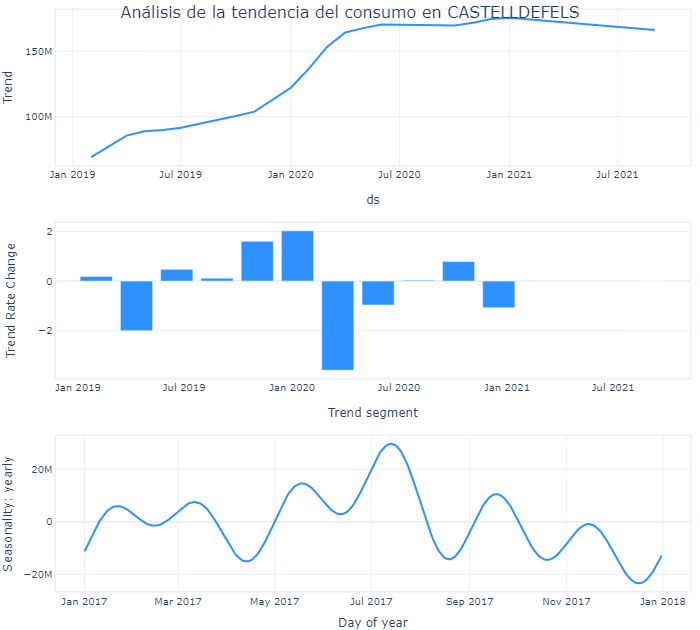 Análisis de la tendencia del consumo en CASTELLDEFELS
Trend
150M
100M
Jan 2019 Jul 2019 Jan 2020 Jul 2020 Jan 2021 Jul 2021
ds
Trend Rate Change
2
0
−2
Jan 2019 Jul 2019 Jan 2020 Jul 2020 Jan 2021 Jul 2021
Trend segment
Seasonality: yearly
20M
0
−20M
Jan 2017 Mar 2017 May 2017 Jul 2017 Sep 2017 Nov 2017 Jan 2018
Day of year